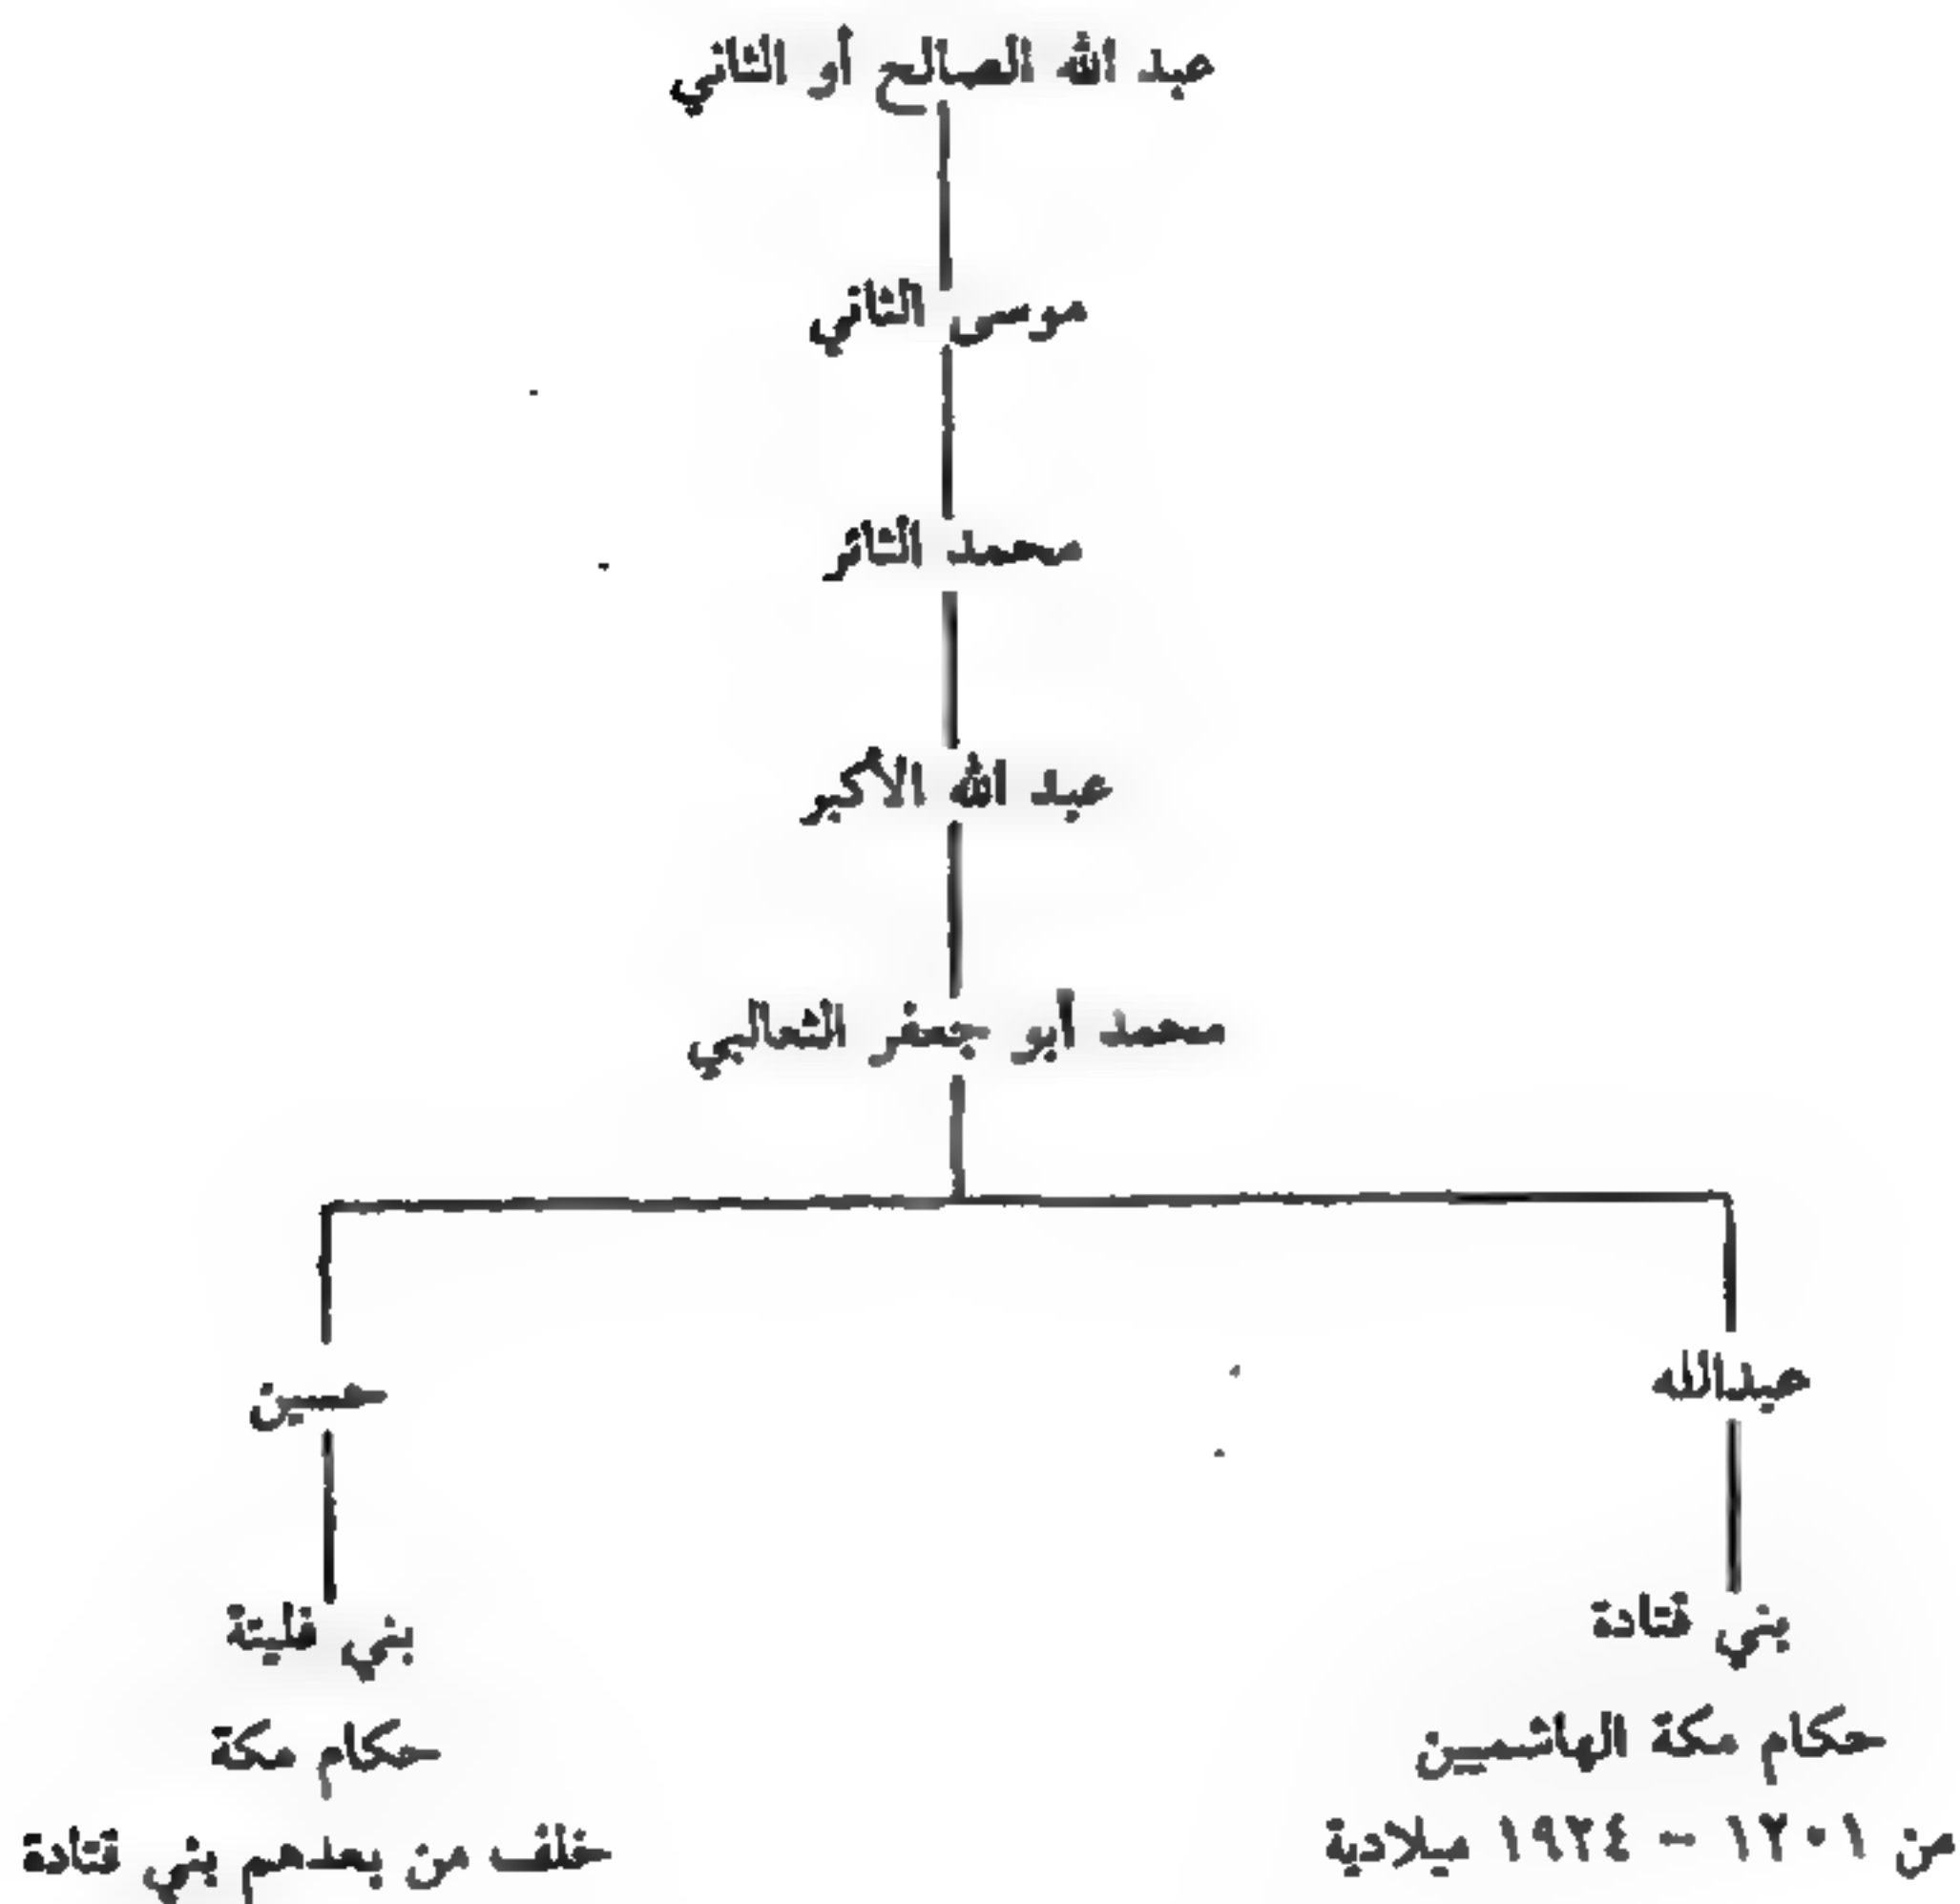 عبد الله الصالح أو الثاني
موسى الثاني
محمد الثائر
عبد الله الأكبر
محمد أبو جعفر الثعالبي
عبدالله
حسين
بني قتادة
حكام مكة الهاشمين
من ١٢٠١ - ١٩٢٤ ميلادية
بني فليتة
حكام مكة
خلف من بعدهم بني قتادة